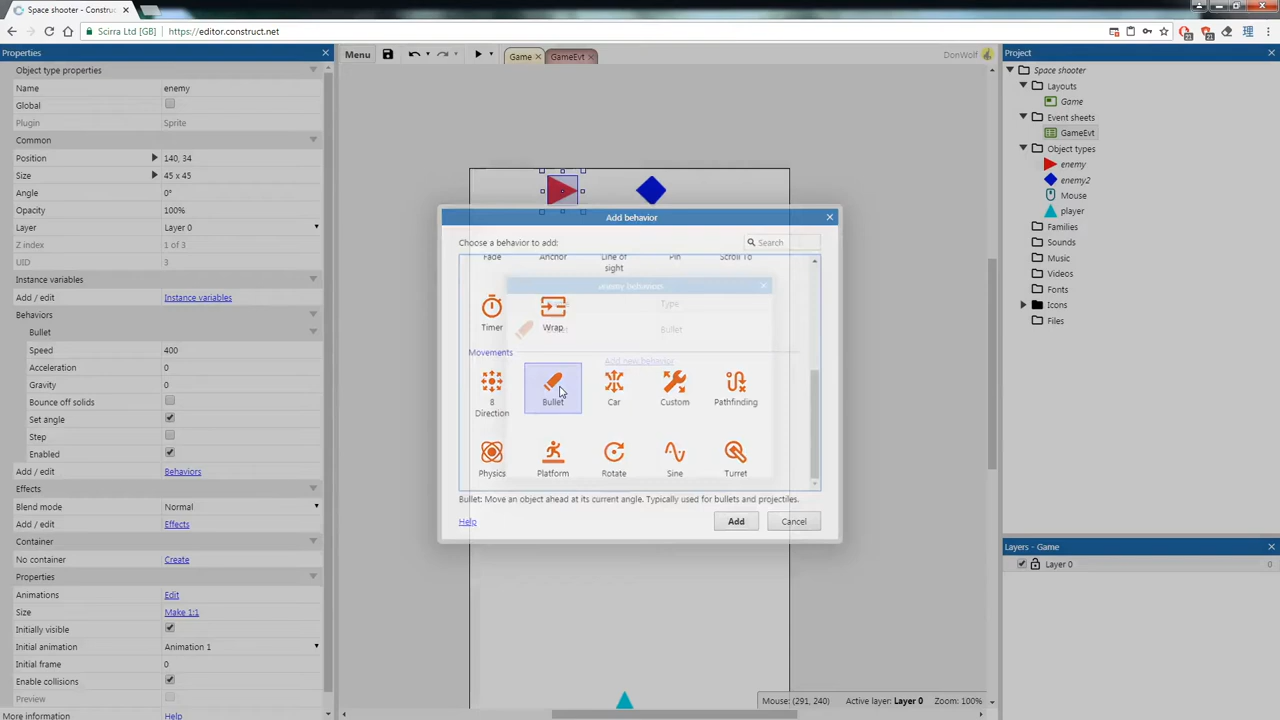 Space shooter - Construct
Scirra Ltd [GB] https://editor.construct.net
Properties
Object type properties
Name enemy
Global
Plugin Sprite
Common
Position 140, 34
Size 45 x 45
Angle 0°
Opacity 100%
Layer Layer 0
Z index 1 of 3
UID 3
Instance variables
Add / edit Instance variables
Behaviors
Bullet
Speed 400
Acceleration 0
Gravity 0
Bounce off solids
Set angle
Step
Enabled
Add / edit Behaviors
Effects
Blend mode Normal
Add / edit Effects
Container
No container Create
Properties
Animations Edit
Size Make 1:1
Initially visible
Initial animation Animation 1
Initial frame 0
Enable collisions
Preview
More information Help
Menu
Game
GameEvt
DonWolf
Add behavior
Choose a behavior to add:
Search
Fade Anchor Line of sight Pin Scroll To
enemy behaviors
Timer Wrap
Type
Bullet
Movements
Add new behavior
8 Direction Bullet Car Custom Pathfinding
Physics Platform Rotate Sine Turret
Bullet: Move an object ahead at its current angle. Typically used for bullets and projectiles.
Help
Add
Cancel
Mouse: (291, 240) Active layer: Layer 0 Zoom: 100%
Project
Space shooter
Layouts
Game
Event sheets
GameEvt
Object types
enemy
enemy2
Mouse
player
Families
Sounds
Music
Videos
Fonts
Icons
Files
Layers - Game
Layer 0 0